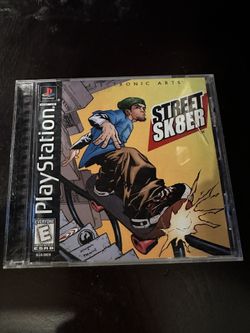 ELECTRONIC ARTS
STREET
SK8ER
PlayStation
EVERYONE
E
ESRB